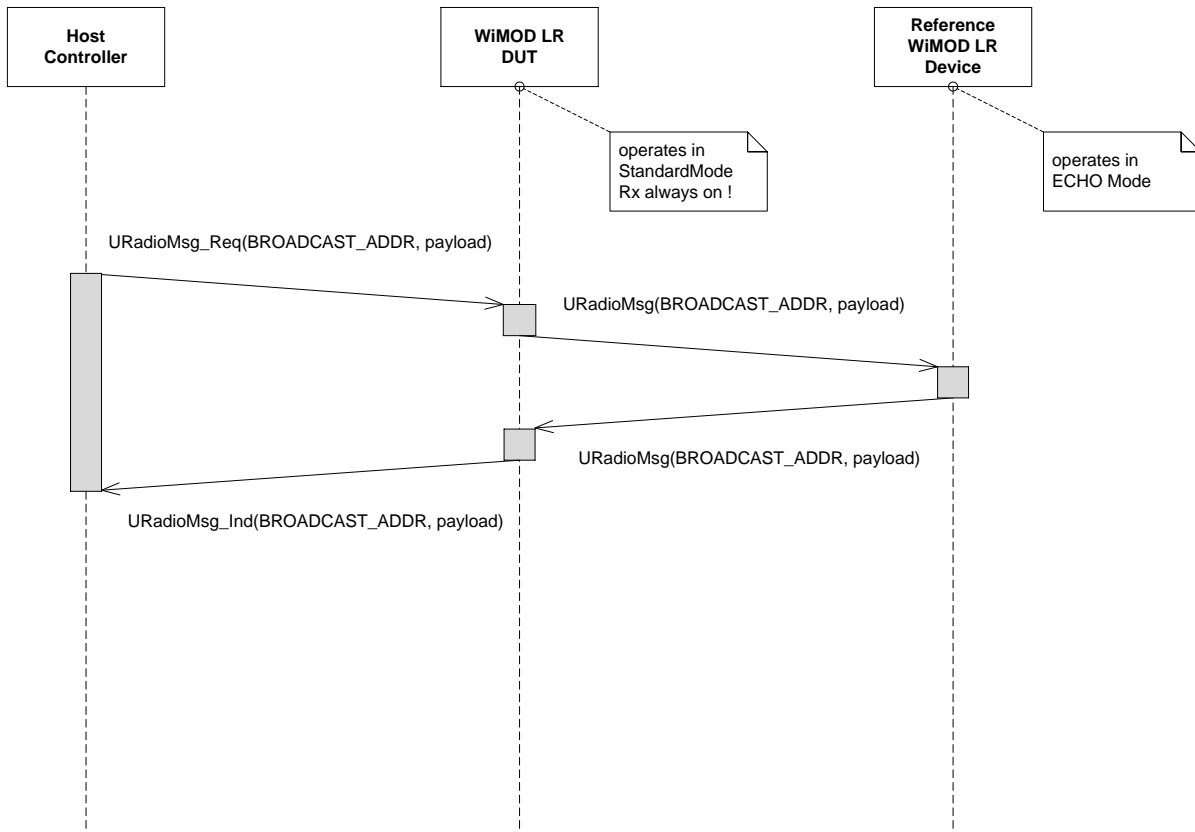 Host
Controller
WiMOD LR
DUT
Reference
WiMOD LR
Device
operates in
StandardMode
Rx always on !
operates in
ECHO Mode
URadioMsg_Req(BROADCAST_ADDR, payload)
URadioMsg(BROADCAST_ADDR, payload)
URadioMsg(BROADCAST_ADDR, payload)
URadioMsg_Ind(BROADCAST_ADDR, payload)